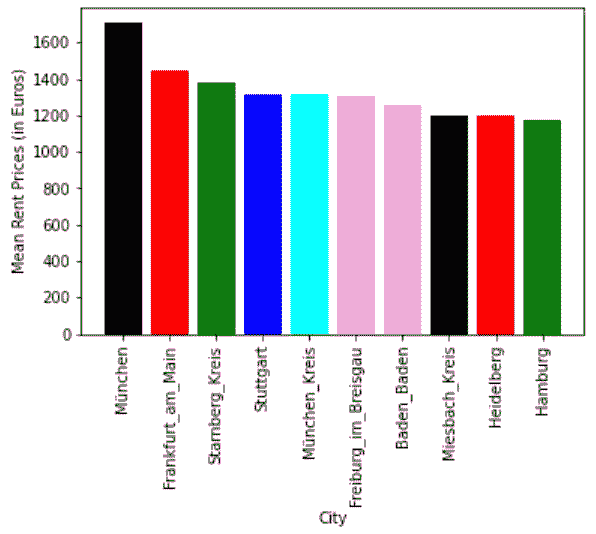 Mean Rent Prices (in Euros)
1600
1400
1200
1000
800
600
400
200
0
München
Frankfurt_am_Main
Starnberg_Kreis
Stuttgart
München_Kreis
Freiburg_im_Breisgau
Baden_Baden
Miesbach_Kreis
Heidelberg
Hamburg
City